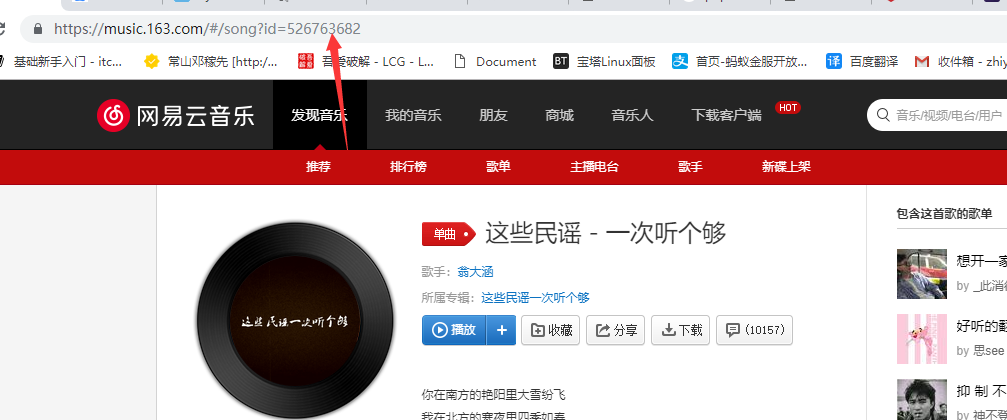 https://music.163.com/#/song?id=526763682
基础新手入门 - itc...
常山邓稼先 [http:/...
吾爱破解 - LCG - L...
Document
BT 宝塔Linux面板
首页-蚂蚁金服开放...
译 百度翻译
收件箱 - zhiy
网易云音乐
发现音乐 我的音乐 朋友 商城 音乐人 下载客户端 HOT
音乐/视频/电台/用户
推荐 排行榜 歌单 主播电台 歌手 新碟上架
单曲 这些民谣 - 一次听个够
歌手：翁大涵
所属专辑：这些民谣一次听个够
播放 + 收藏 分享 下载 (10157)
这些民谣一次听个够
你在南方的艳阳里大雪纷飞
我在北方的寒夜里四季如春
包含这首歌的歌单
想开一家
by _此消
好听的翻
by 思see
抑 制 不
by 神不